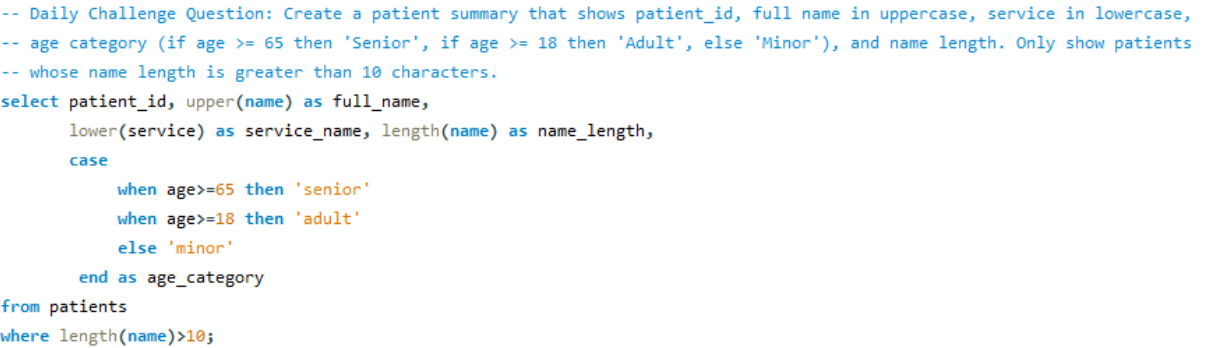 -- Daily Challenge Question: Create a patient summary that shows patient_id, full name in uppercase, service in lowercase,
-- age category (if age >= 65 then 'Senior', if age >= 18 then 'Adult', else 'Minor'), and name length. Only show patients
-- whose name length is greater than 10 characters.
select patient_id, upper(name) as full_name,
       lower(service) as service_name, length(name) as name_length,
       case
            when age>=65 then 'senior'
            when age>=18 then 'adult'
            else 'minor'
        end as age_category
from patients
where length(name)>10;